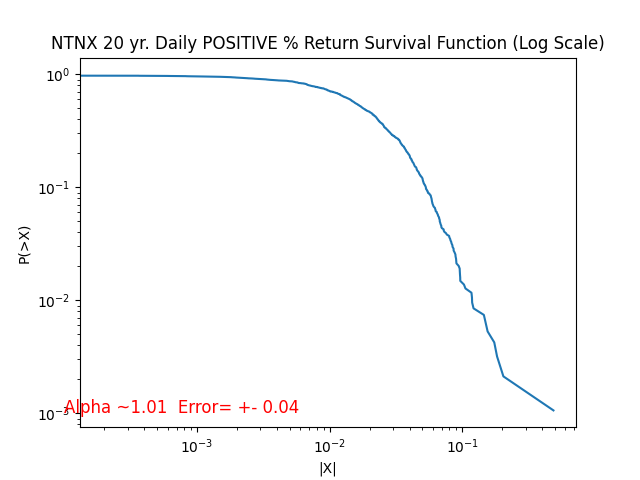 NTNX 20 yr. Daily POSITIVE % Return Survival Function (Log Scale)
10⁰
10⁻¹
10⁻²
10⁻³
P(>X)
Alpha ~1.01  Error= +- 0.04
10⁻³ 10⁻² 10⁻¹
|X|